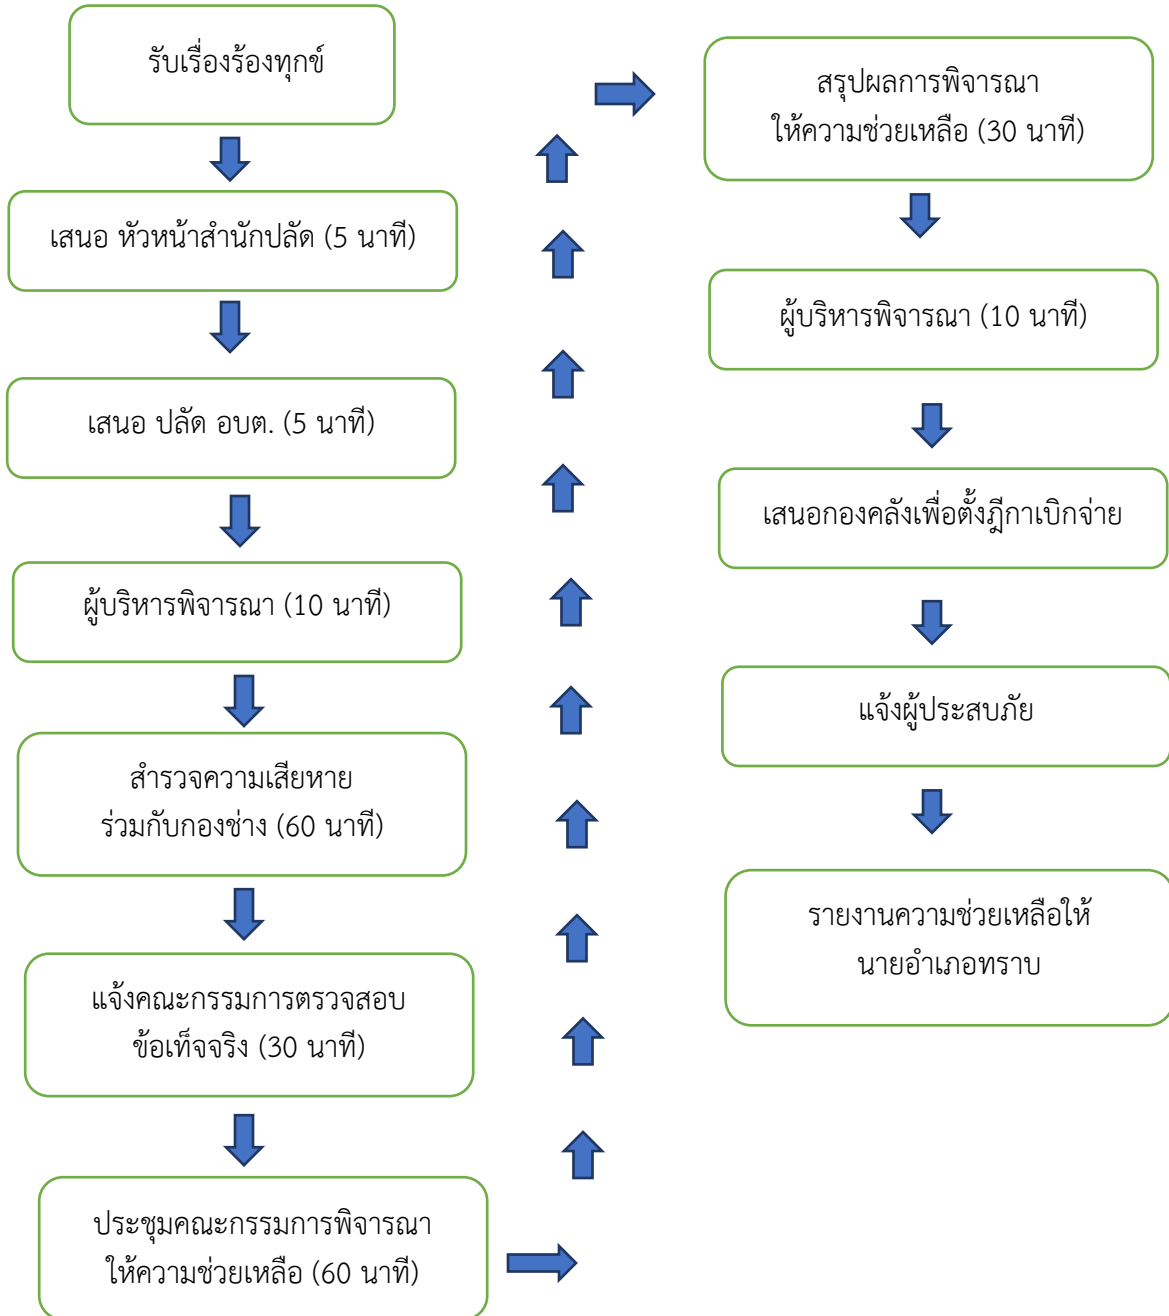 รับเรื่องร้องทุกข์
เสนอ หัวหน้าสำนักปลัด (5 นาที)
เสนอ ปลัด อบต. (5 นาที)
ผู้บริหารพิจารณา (10 นาที)
สำรวจความเสียหาย
ร่วมกับกองช่าง (60 นาที)
แจ้งคณะกรรมการตรวจสอบ
ข้อเท็จจริง (30 นาที)
ประชุมคณะกรรมการพิจารณา
ให้ความช่วยเหลือ (60 นาที)
สรุปผลการพิจารณา
ให้ความช่วยเหลือ (30 นาที)
ผู้บริหารพิจารณา (10 นาที)
เสนอกองคลังเพื่อตั้งฎีกาเบิกจ่าย
แจ้งผู้ประสบภัย
รายงานความช่วยเหลือให้
นายอำเภอทราบ